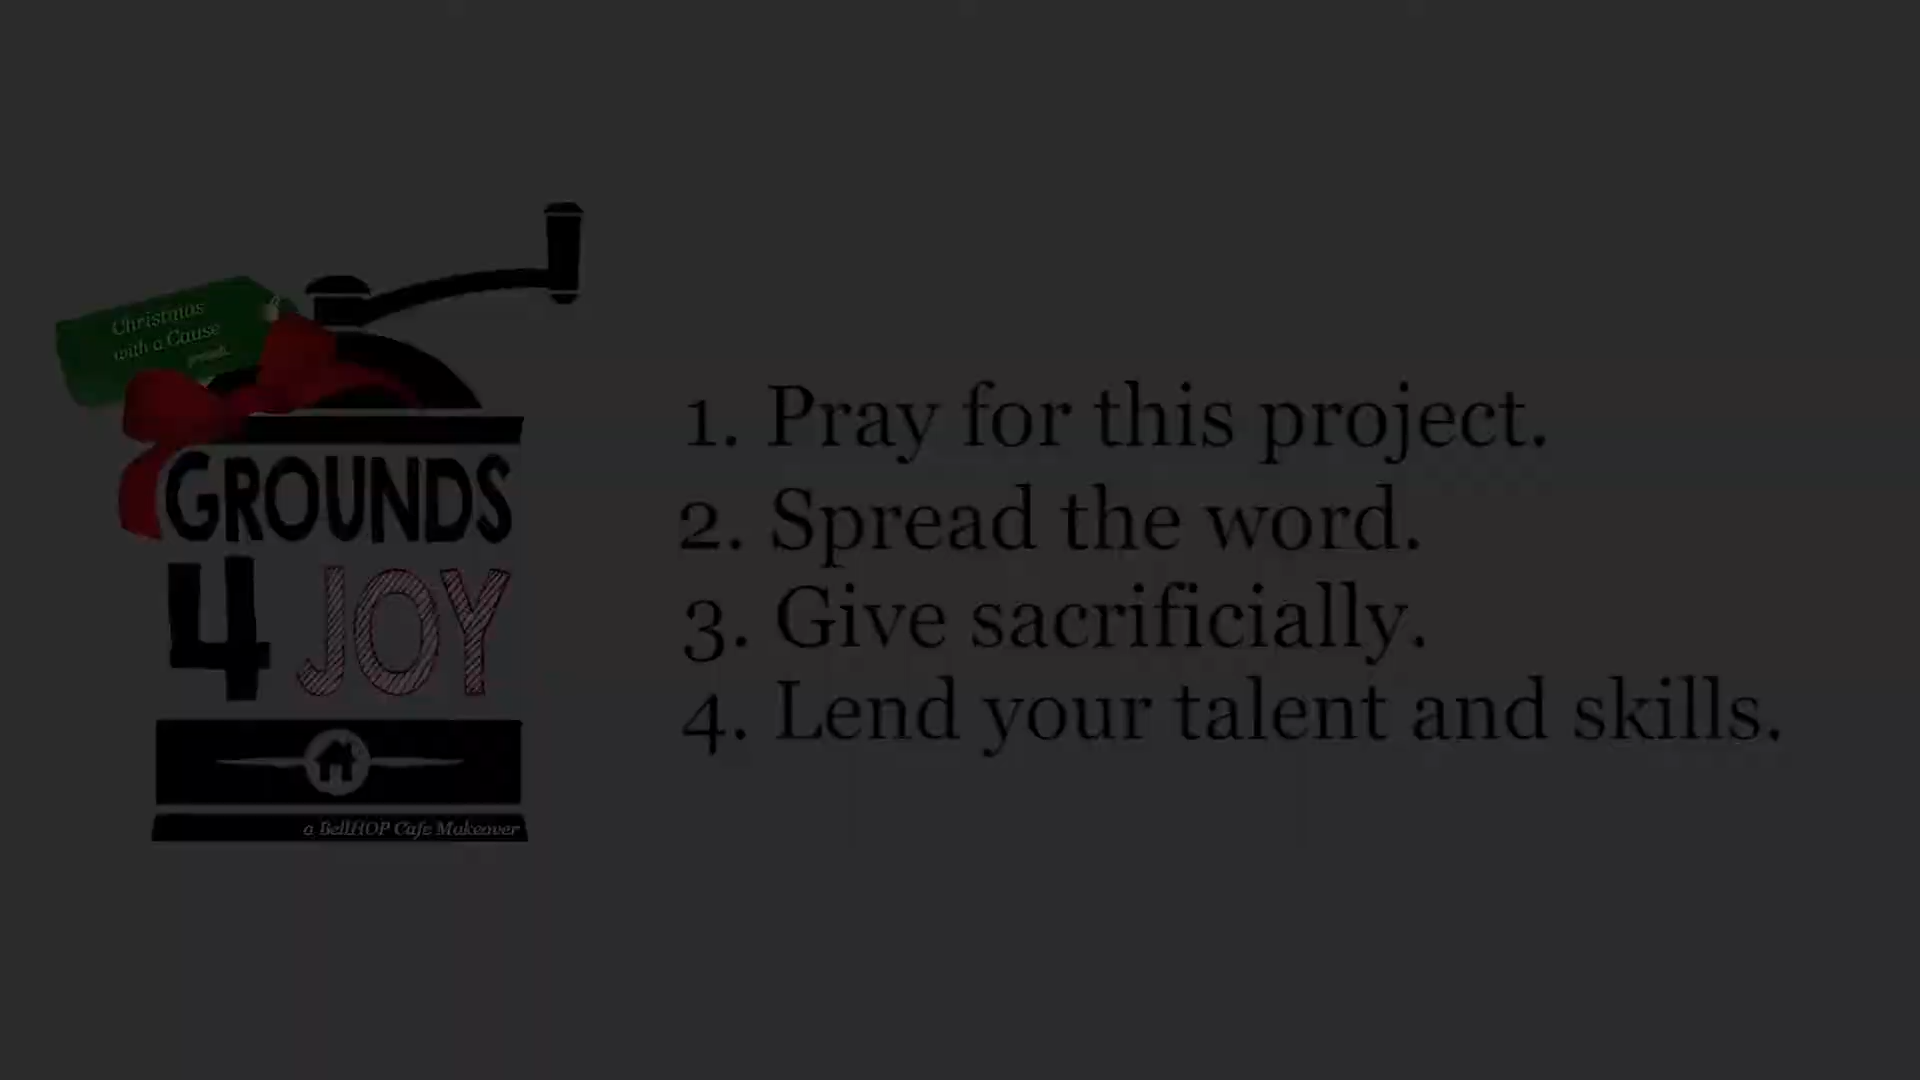 Christmas
with a Cause
presents...
GROUNDS
4 JOY
a BellHOP Cafe Makeover
1. Pray for this project.
2. Spread the word.
3. Give sacrificially.
4. Lend your talent and skills.